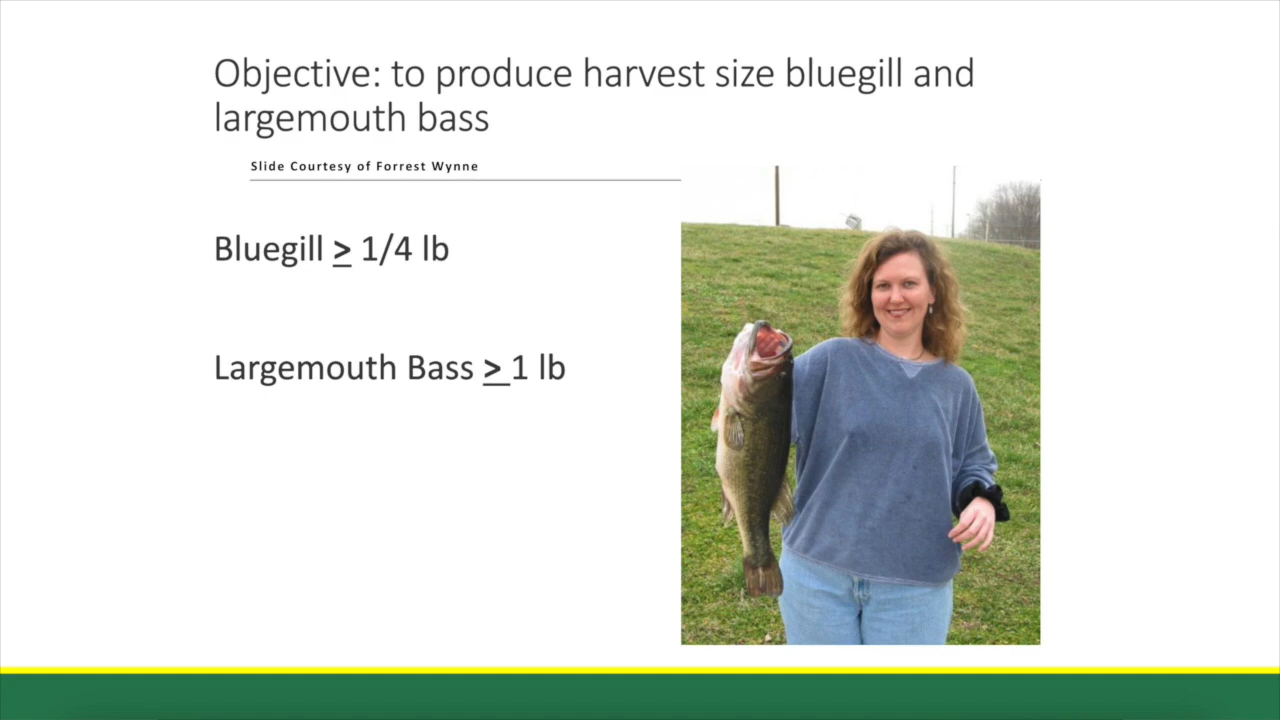 Objective: to produce harvest size bluegill and
largemouth bass
Slide Courtesy of Forrest Wynne
Bluegill > 1/4 lb
Largemouth Bass > 1 lb